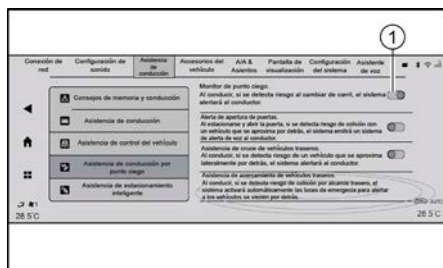 1
Conexión de red
Configuración de sonido
Asistencia de conducción
Accesorios del vehículo
A/A & Asientos
Pantalla de visualización
Configuración del sistema
Asistente de voz
Consejos de memoria y conducción
Asistencia de conducción
Asistencia de control del vehículo
Asistencia de conducción por punto ciego
Asistencia de estacionamiento inteligente
Monitor de punto ciego.
Al conducir, si se detecta riesgo al cambiar de carril, el sistema
alertará al conductor.
Alerta de apertura de puertas.
Al estacionarse y abrir la puerta, si se detecta riesgo de colisión con
un vehículo que se aproxima por detrás, el sistema emitirá un sistema
de alerta de voz al conductor.
Asistencia de cruce de vehículos traseros.
Al conducir, si se detecta riesgo de un vehículo que se aproxima
lateralmente por detrás, el sistema alertará al conductor.
Asistencia de acercamiento de vehículos traseros.
Al conducir, si se detecta riesgo de colisión por alcance trasero, el
sistema activará automáticamente las luces de emergencia para alertar
a los vehículos se vienen por detrás.
1
28.5°C
AUTO
28.5°C